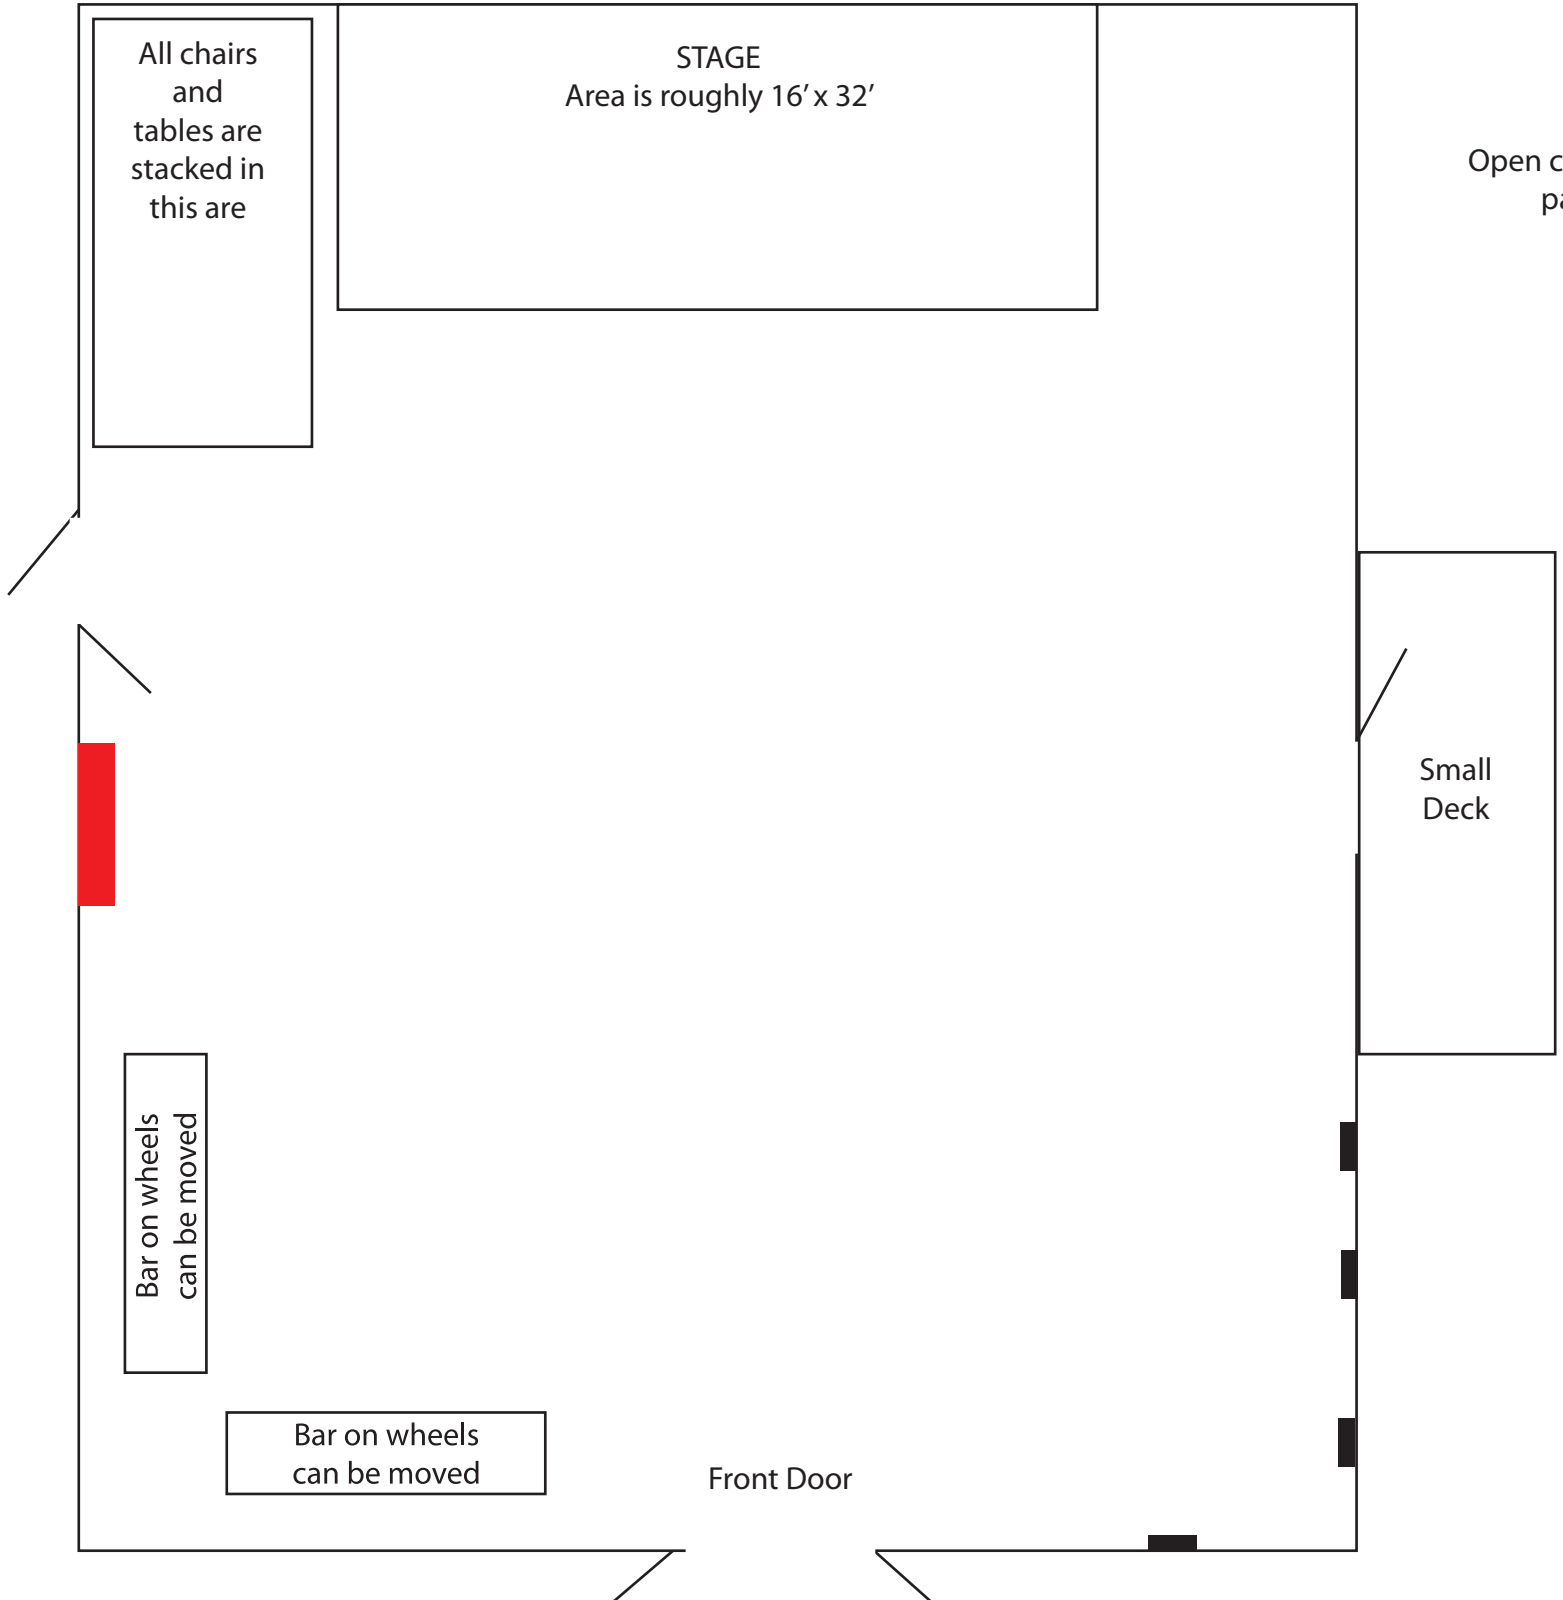 All chairs
and
tables are
stacked in
this are
STAGE
Area is roughly 16’ x 32’
Open
Small
Deck
Bar on wheels
can be moved
Bar on wheels
can be moved
Front Door